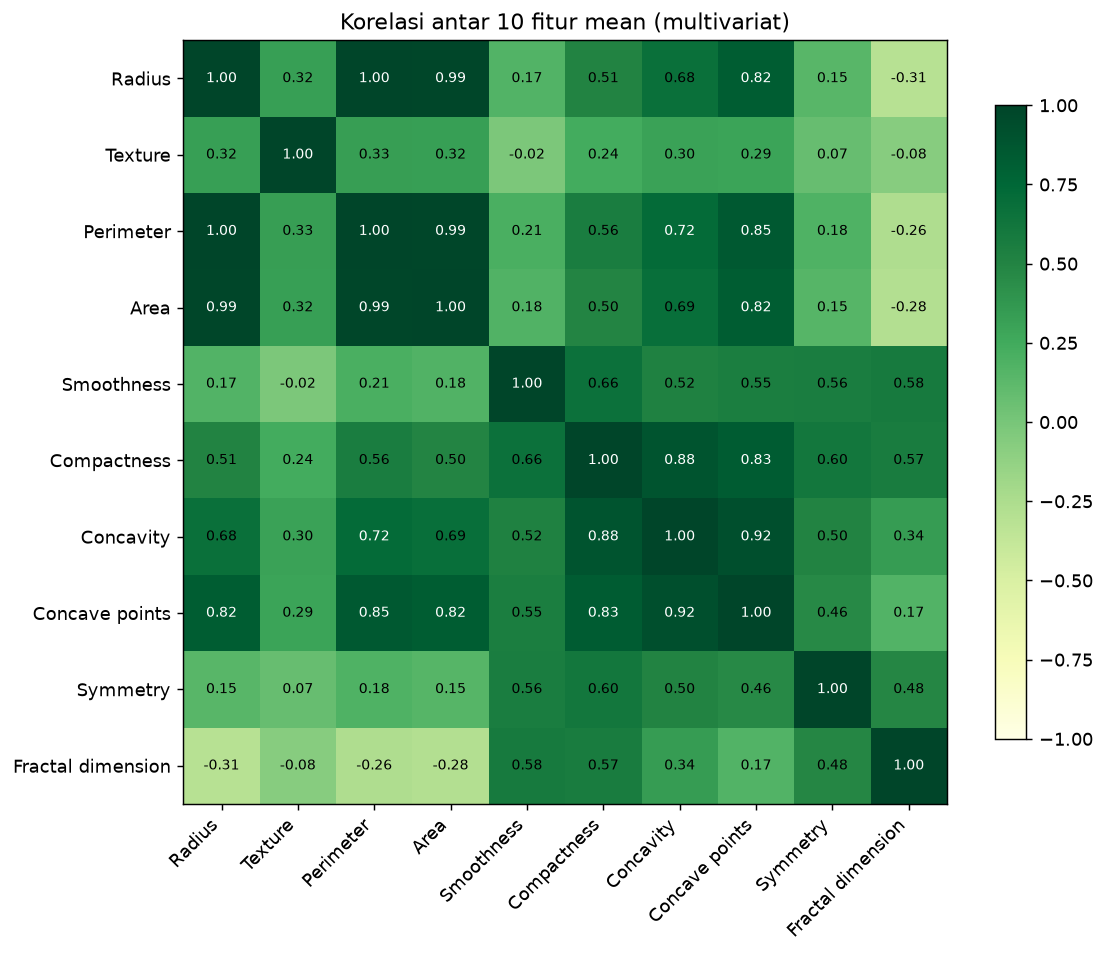 Korelasi antar 10 fitur mean (multivariat)
Radius 1.00 0.32 1.00 0.99 0.17 0.51 0.68 0.82 0.15 -0.31
Texture 0.32 1.00 0.33 0.32 -0.02 0.24 0.30 0.29 0.07 -0.08
Perimeter 1.00 0.33 1.00 0.99 0.21 0.56 0.72 0.85 0.18 -0.26
Area 0.99 0.32 0.99 1.00 0.18 0.50 0.69 0.82 0.15 -0.28
Smoothness 0.17 -0.02 0.21 0.18 1.00 0.66 0.52 0.55 0.56 0.58
Compactness 0.51 0.24 0.56 0.50 0.66 1.00 0.88 0.83 0.60 0.57
Concavity 0.68 0.30 0.72 0.69 0.52 0.88 1.00 0.92 0.50 0.34
Concave points 0.82 0.29 0.85 0.82 0.55 0.83 0.92 1.00 0.46 0.17
Symmetry 0.15 0.07 0.18 0.15 0.56 0.60 0.50 0.46 1.00 0.48
Fractal dimension -0.31 -0.08 -0.26 -0.28 0.58 0.57 0.34 0.17 0.48 1.00
Radius Texture Perimeter Area Smoothness Compactness Concavity Concave points Symmetry Fractal dimension
1.00
0.75
0.50
0.25
0.00
−0.25
−0.50
−0.75
−1.00